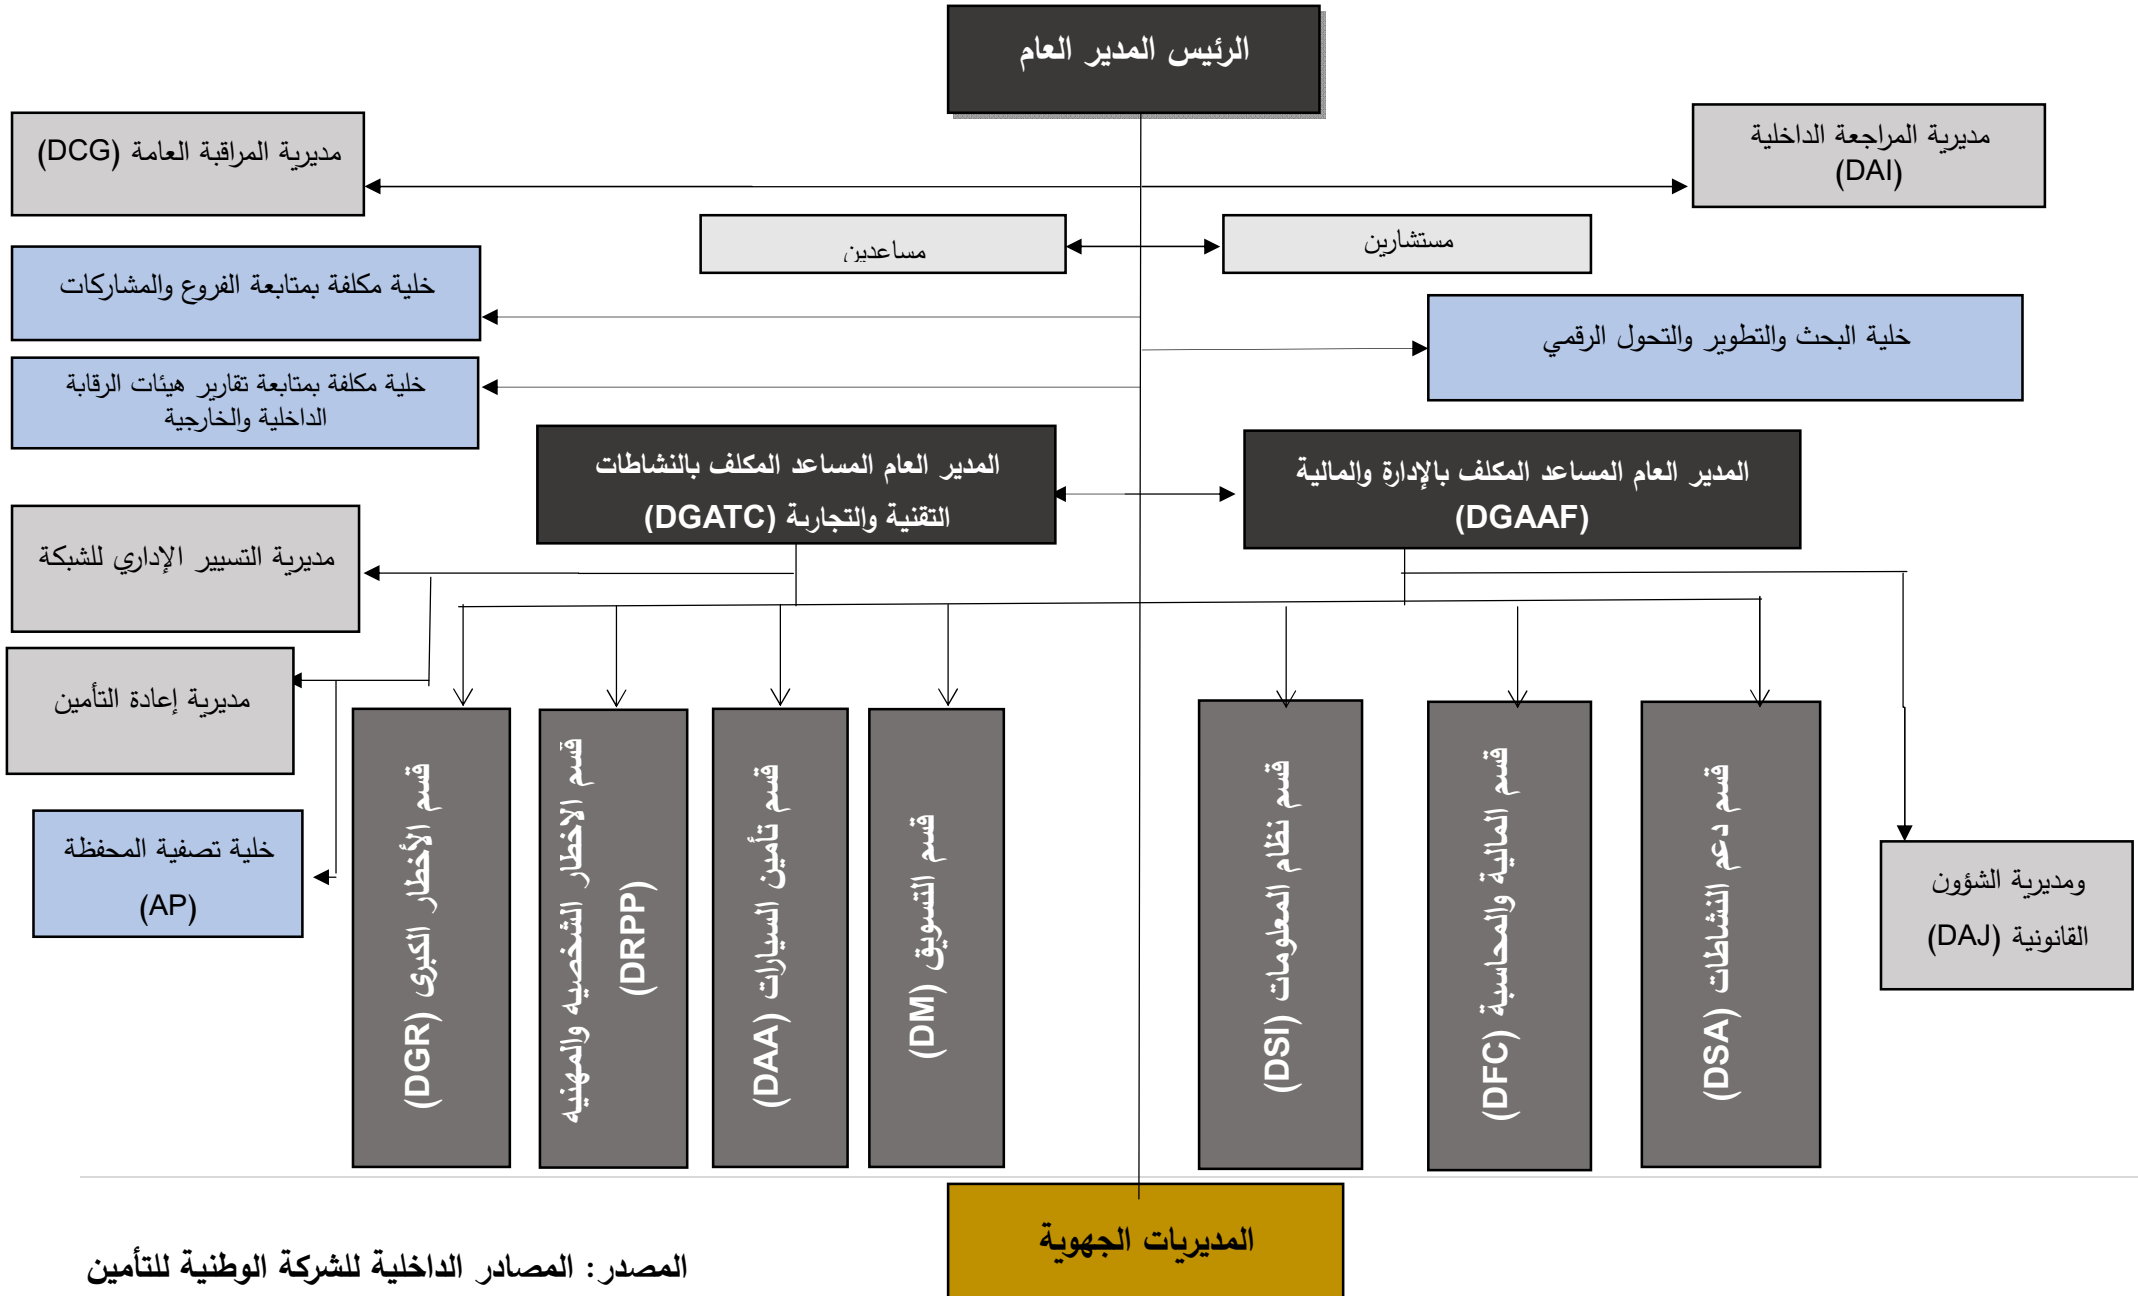 الرئيس المدير العام
مديرية المراجعة الداخلية
(DAI)
مديرية المراقبة العامة (DCG)
مستشارين
مساعدين
خلية مكلفة بمتابعة الفروع والمشاركات
خلية البحث والتطوير والتحول الرقمي
خلية مكلفة بمتابعة تقارير هيئات الرقابة
الداخلية والخارجية
المدير العام المساعد المكلف بالإدارة والمالية
(DGAAF)
المدير العام المساعد المكلف بالنشاطات
التقنية والتجارية (DGATC)
مديرية التسيير الإداري للشبكة
مديرية إعادة التأمين
خلية تصفية المحفظة
(AP)
ومديرية الشؤون
القانونية (DAJ)
قسم دعم النشاطات (DSA)
قسم المالية والمحاسبة (DFC)
قسم نظام المعلومات (DSI)
قسم التسويق (DM)
قسم تأمين السيارات (DAA)
قسم الاخطار الشخصيه والمهنيه
(DRPP)
قسم الأخطار الكبرى (DGR)
المديريات الجهوية
المصدر: المصادر الداخلية للشركة الوطنية للتأمين